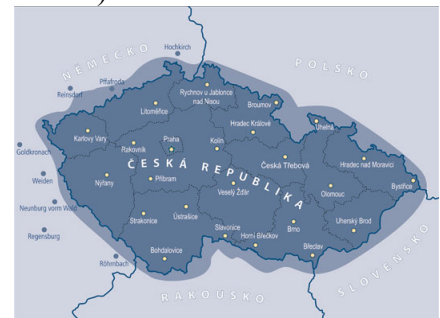 Hochkirch
NĚMECKO
POLSKO
Pffafroda
Reinsdorf
Rychnov u Jablonce
nad Nisou
Litoměřice
Broumov
Uhelná
Hradec Králové
Karlovy Vary
Rakovník
Praha
Kolín
Goldkronach
ČESKÁ REPUBLIKA
Česká Třebová
Hradec nad Moravicí
Weiden
Nýřany
Příbram
Veselý Žďár
Olomouc
Bystřice
Neunburg vorm Wald
Strakonice
Ústrašice
Slavonice
Horní Břečkov
Brno
Uherský Brod
Regensburg
Röhrnbach
Bohdalovice
Břeclav
RAKOUSKO
SLOVENSKO